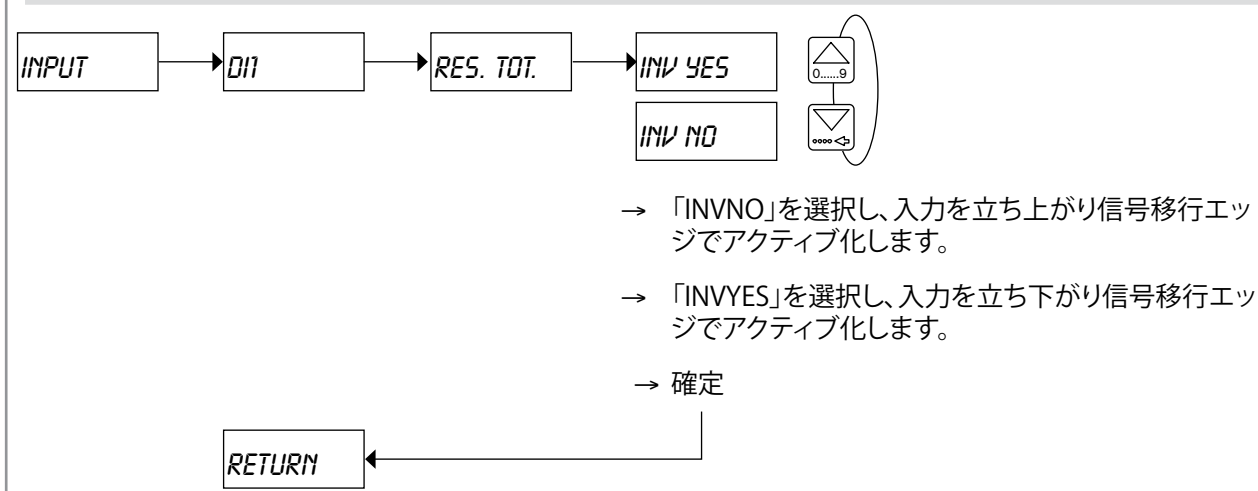 INPUT
DI1
RES. TOT.
INV YES
0......9
INV NO
→ 「INVNO」を選択し、入力を立ち上がり信号移行エッ
ジでアクティブ化します。
→ 「INVYES」を選択し、入力を立ち下がり信号移行エッ
ジでアクティブ化します。
→ 確定
RETURN